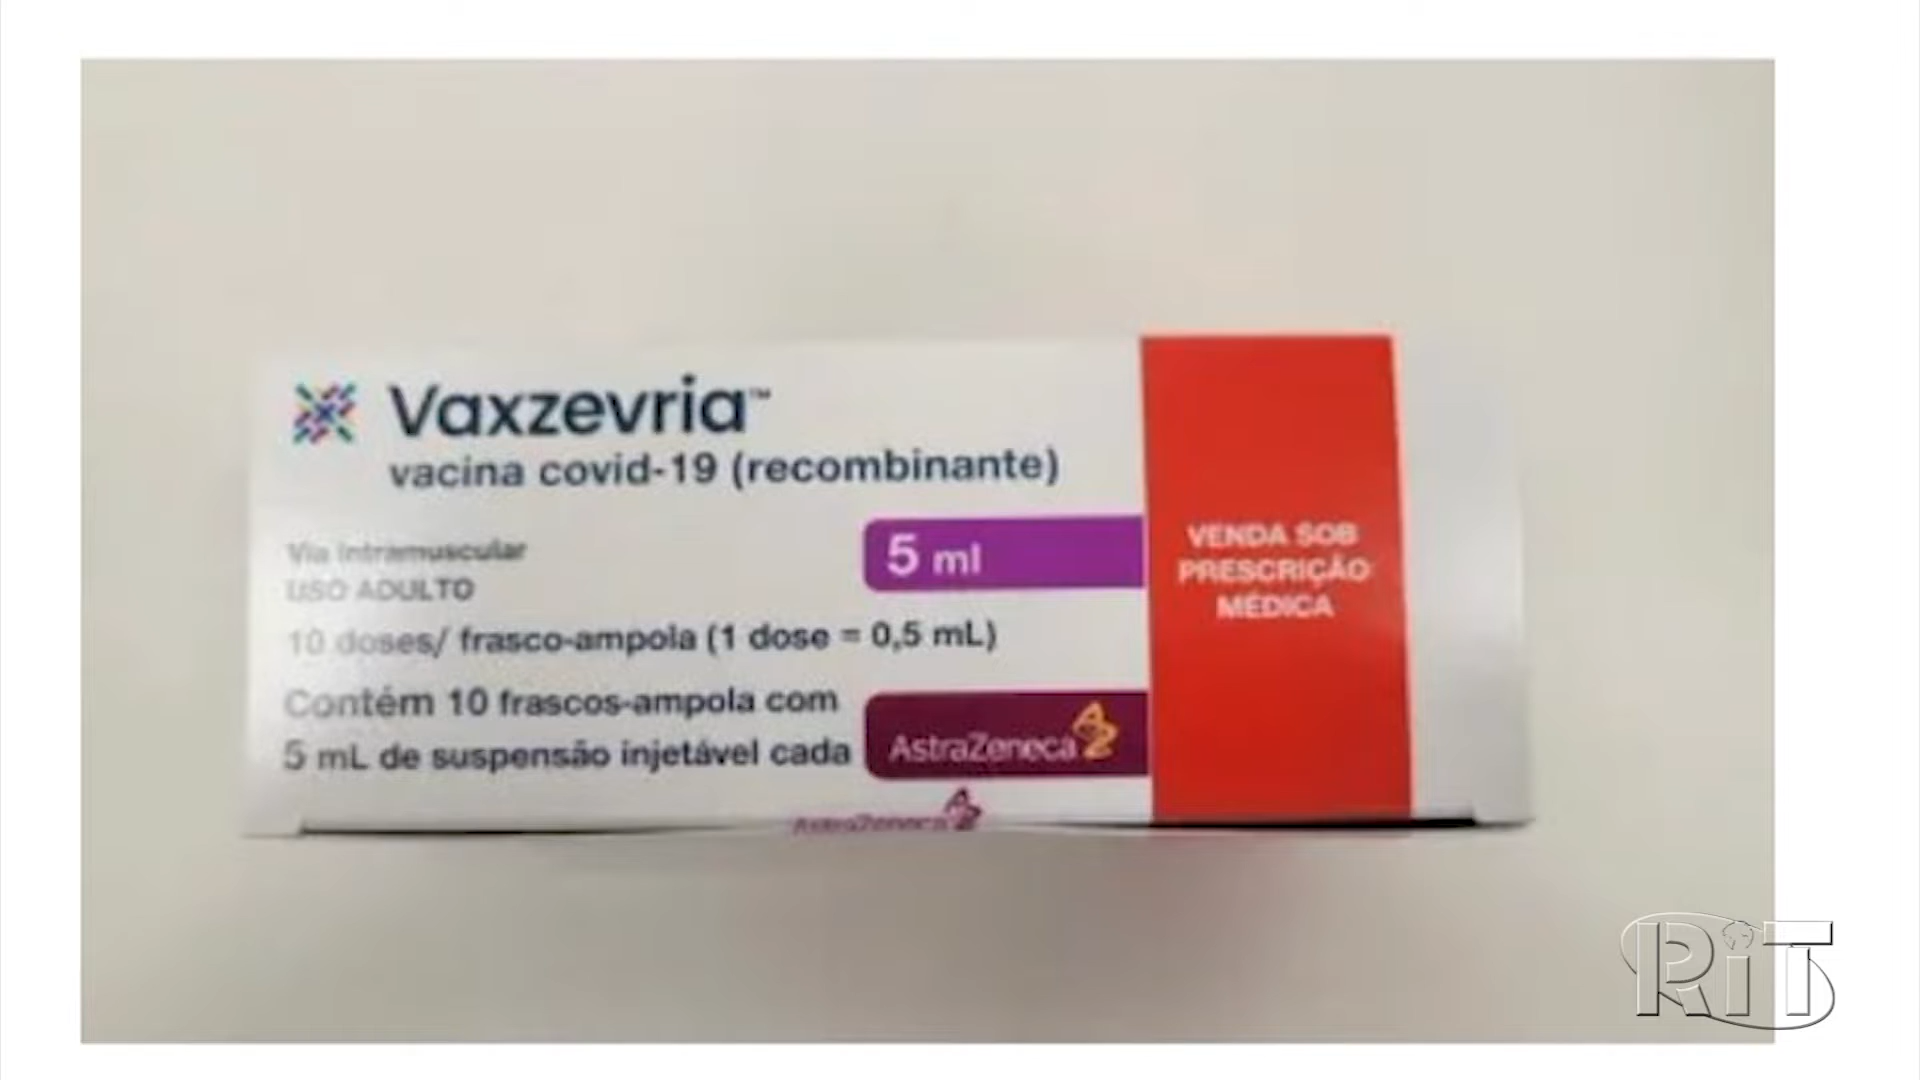 Vaxzevria™
vacina covid-19 (recombinante)
Via Intramuscular
USO ADULTO
5 ml
10 doses/ frasco-ampola (1 dose = 0,5 mL)
Contém 10 frascos-ampola com
5 mL de suspensão injetável cada
AstraZeneca
AstraZeneca
VENDA SOB
PRESCRIÇÃO
MÉDICA
RiT